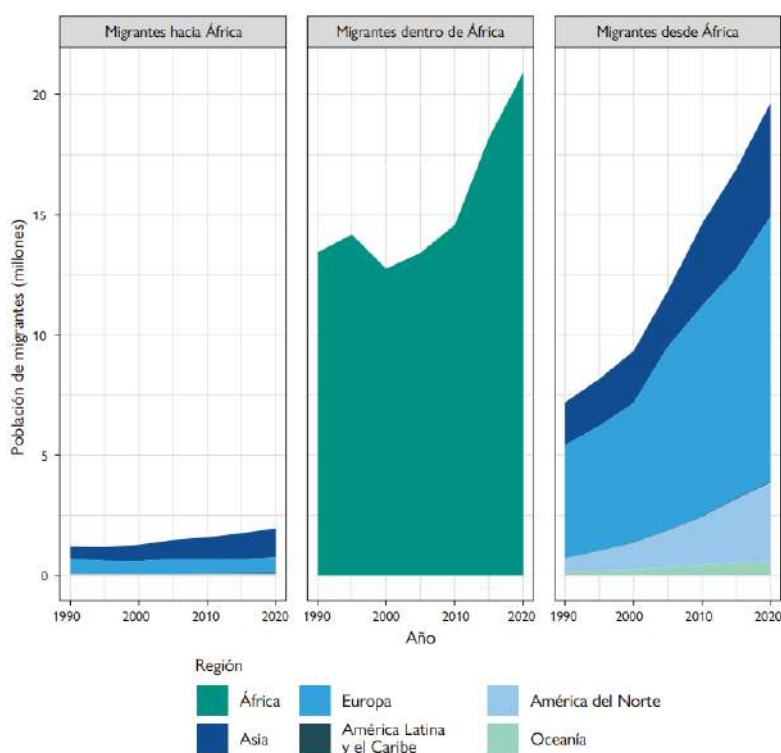 Migrantes hacia África
Migrantes dentro de África
Migrantes desde África
Población de migrantes (millones)
20
15
10
5
0
1990 2000 2010 2020
1990 2000 2010 2020
1990 2000 2010 2020
Año
Región
África
Europa
América del Norte
Asia
América Latina
y el Caribe
Oceanía